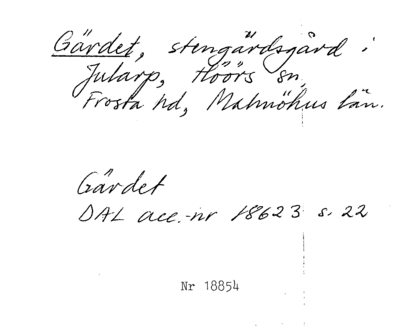 Gärdet, stengärdsgård i
Jularp, Höörs sn,
Frosta hd, Malmöhus län.
Gärdet
DAL acc.-nr 18623 s. 22
Nr 18854